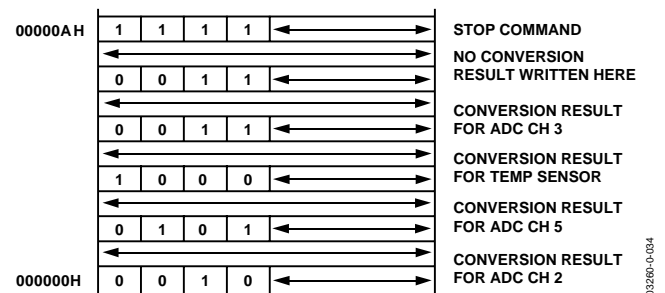 00000AH 1 1 1 1 STOP COMMAND
NO CONVERSION
0 0 1 1 RESULT WRITTEN HERE
CONVERSION RESULT
0 0 1 1 FOR ADC CH 3
CONVERSION RESULT
1 0 0 0 FOR TEMP SENSOR
CONVERSION RESULT
0 1 0 1 FOR ADC CH 5
CONVERSION RESULT
000000H 0 0 1 0 FOR ADC CH 2
03260-0-034